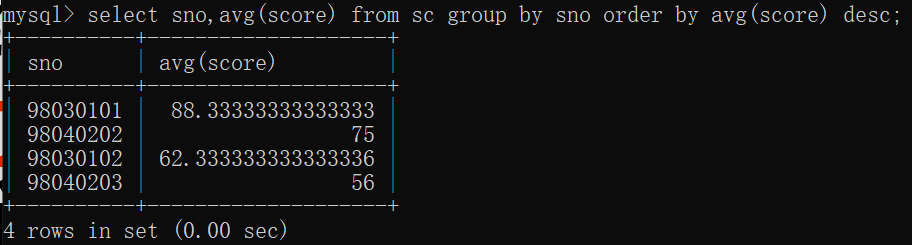 mysql> select sno,avg(score) from sc group by sno order by avg(score) desc;
+----------+--------------------+
| sno      | avg(score)         |
+----------+--------------------+
| 98030101 |  88.33333333333333 |
| 98040202 |                 75 |
| 98030102 | 62.333333333333336 |
| 98040203 |                 56 |
+----------+--------------------+
4 rows in set (0.00 sec)